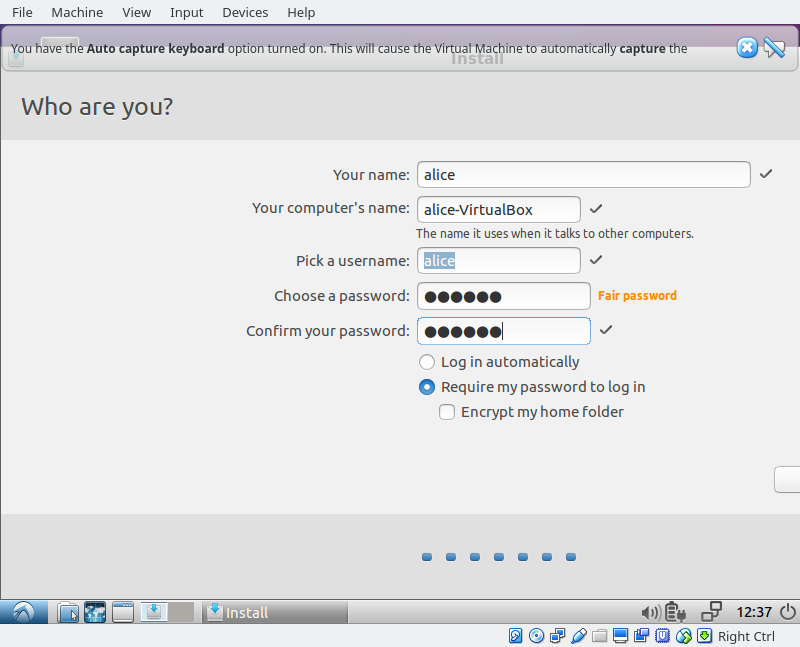 File Machine View Input Devices Help
You have the Auto capture keyboard option turned on. This will cause the Virtual Machine to automatically capture the
Install
Who are you?
Your name: alice
Your computer's name: alice-VirtualBox
The name it uses when it talks to other computers.
Pick a username: alice
Choose a password: ●●●●●● Fair password
Confirm your password: ●●●●●●
Log in automatically
Require my password to log in
Encrypt my home folder
Install 12:37
Right Ctrl